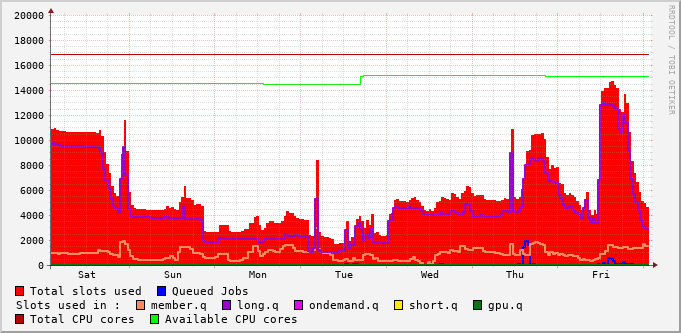 20000
18000
16000
14000
12000
10000
8000
6000
4000
2000
0
Sat Sun Mon Tue Wed Thu Fri
RRDTOOL / TOBI OETIKER
Total slots used Queued Jobs
Slots used in : member.q long.q ondemand.q short.q gpu.q
Total CPU cores Available CPU cores